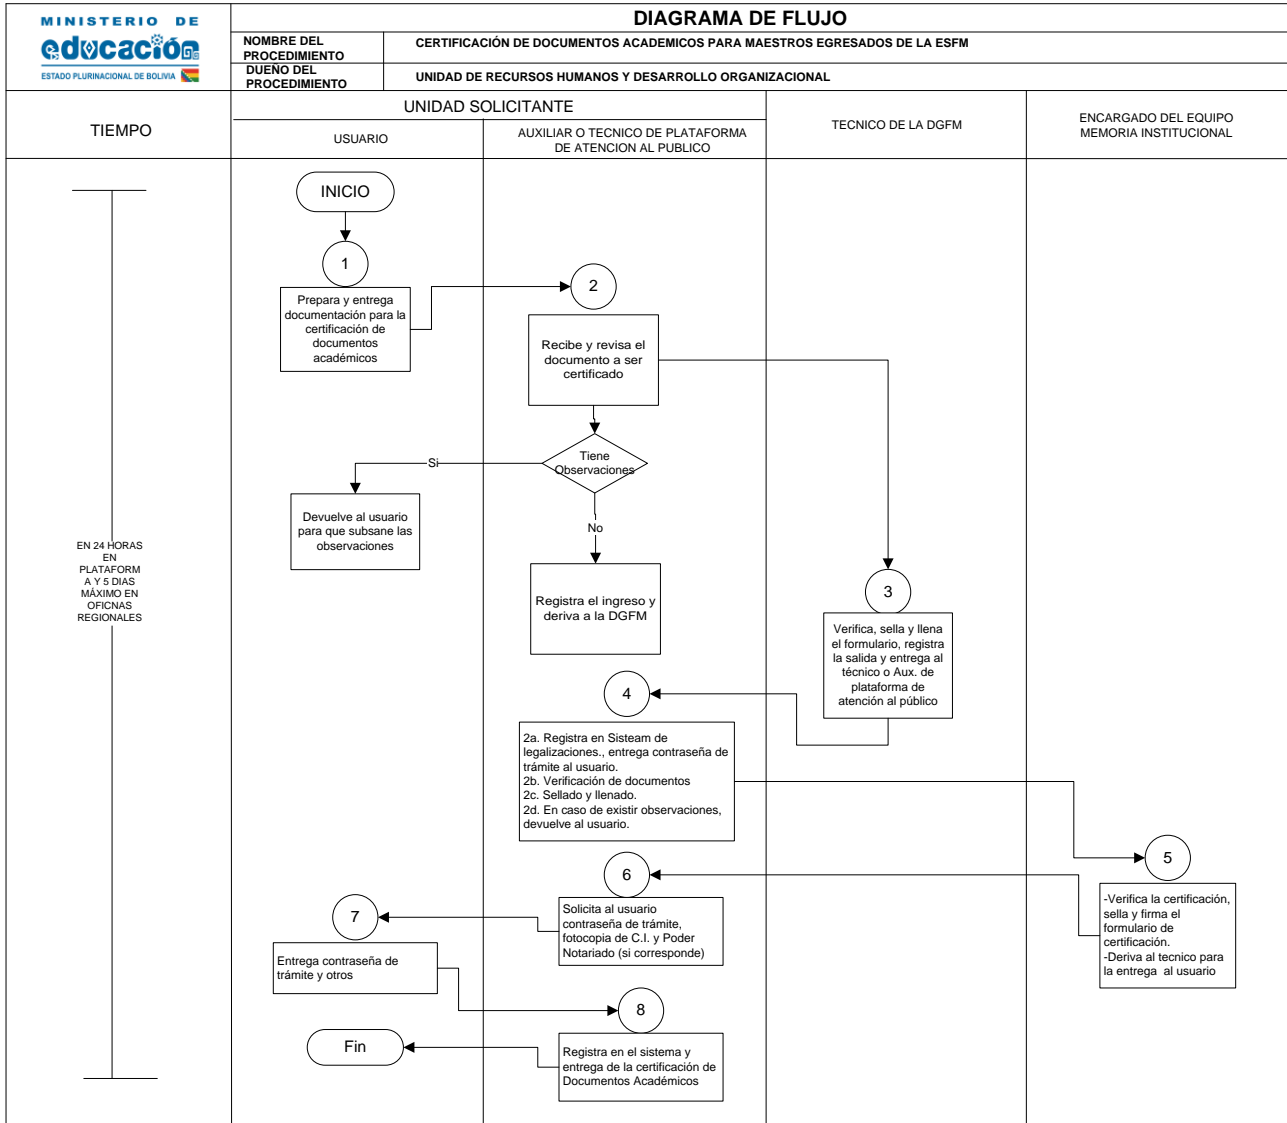 MINISTERIO DE
educación
ESTADO PLURINACIONAL DE BOLIVIA
DIAGRAMA DE FLUJO
NOMBRE DEL
PROCEDIMIENTO
CERTIFICACIÓN DE DOCUMENTOS ACADEMICOS PARA MAESTROS EGRESADOS DE LA ESFM
DUEÑO DEL
PROCEDIMIENTO
UNIDAD DE RECURSOS HUMANOS Y DESARROLLO ORGANIZACIONAL
TIEMPO
UNIDAD SOLICITANTE
USUARIO
AUXILIAR O TECNICO DE PLATAFORMA
DE ATENCION AL PUBLICO
TECNICO DE LA DGFM
ENCARGADO DEL EQUIPO
MEMORIA INSTITUCIONAL
INICIO
1
Prepara y entrega
documentación para la
certificación de
documentos
académicos
2
Recibe y revisa el
documento a ser
certificado
Tiene
Observaciones
Si
Devuelve al usuario
para que subsane las
observaciones
No
Registra el ingreso y
deriva a la DGFM
EN 24 HORAS
EN
PLATAFORM
A Y 5 DIAS
MÁXIMO EN
OFICNAS
REGIONALES
3
Verifica, sella y llena
el formulario, registra
la salida y entrega al
técnico o Aux. de
plataforma de
atención al público
4
2a. Registra en Sisteam de
legalizaciones., entrega contraseña de
trámite al usuario.
2b. Verificación de documentos
2c. Sellado y llenado.
2d. En caso de existir observaciones,
devuelve al usuario.
5
-Verifica la certificación,
sella y firma el
formulario de
certificación.
-Deriva al tecnico para
la entrega al usuario
6
Solicita al usuario
contraseña de trámite,
fotocopia de C.I. y Poder
Notariado (si corresponde)
7
Entrega contraseña de
trámite y otros
8
Registra en el sistema y
entrega de la certificación de
Documentos Académicos
Fin